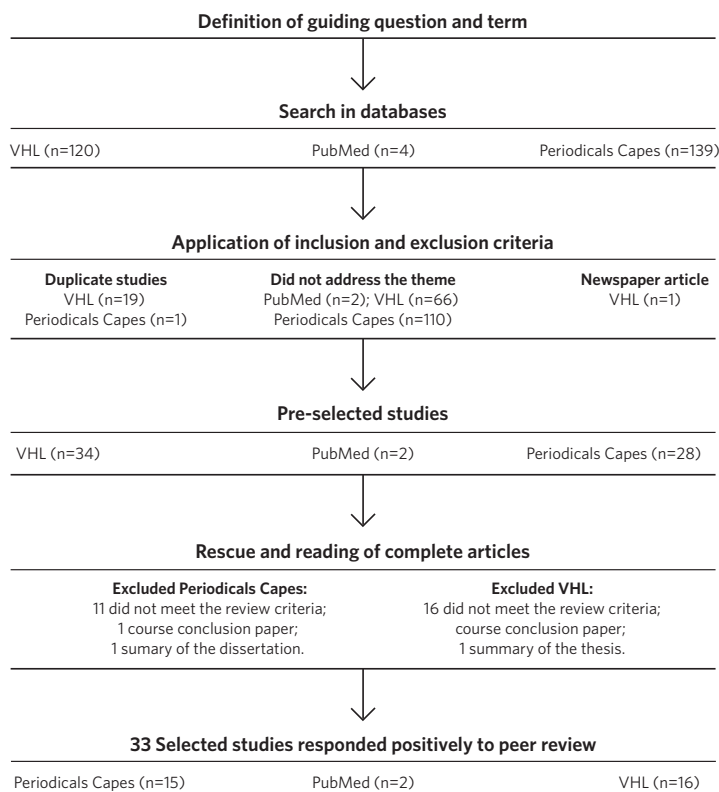 Definition of guiding question and term
Search in databases
VHL (n=120) PubMed (n=4) Periodicals Capes (n=139)
Application of inclusion and exclusion criteria
Duplicate studies
VHL (n=19)
Periodicals Capes (n=1)
Did not address the theme
PubMed (n=2); VHL (n=66)
Periodicals Capes (n=110)
Newspaper article
VHL (n=1)
Pre-selected studies
VHL (n=34) PubMed (n=2) Periodicals Capes (n=28)
Rescue and reading of complete articles
Excluded Periodicals Capes:
11 did not meet the review criteria;
1 course conclusion paper;
1 sumary of the dissertation.
Excluded VHL:
16 did not meet the review criteria;
course conclusion paper;
1 summary of the thesis.
33 Selected studies responded positively to peer review
Periodicals Capes (n=15) PubMed (n=2) VHL (n=16)